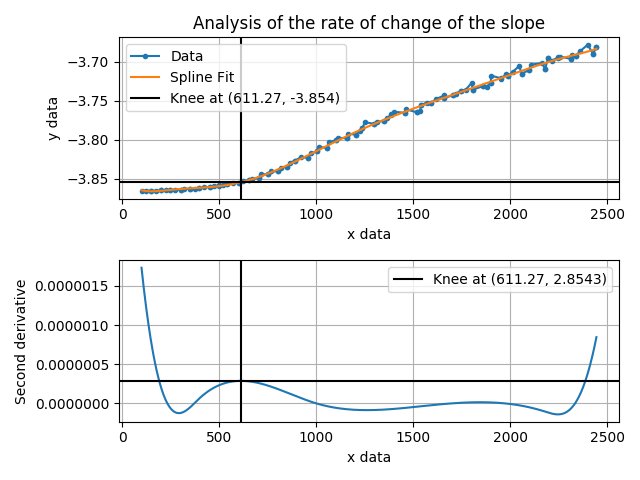 Analysis of the rate of change of the slope
Data
Spline Fit
Knee at (611.27, -3.854)
−3.70
−3.75
−3.80
−3.85
y data
0 500 1000 1500 2000 2500
x data
Knee at (611.27, 2.8543)
0.0000015
0.0000010
0.0000005
0.0000000
Second derivative
0 500 1000 1500 2000 2500
x data